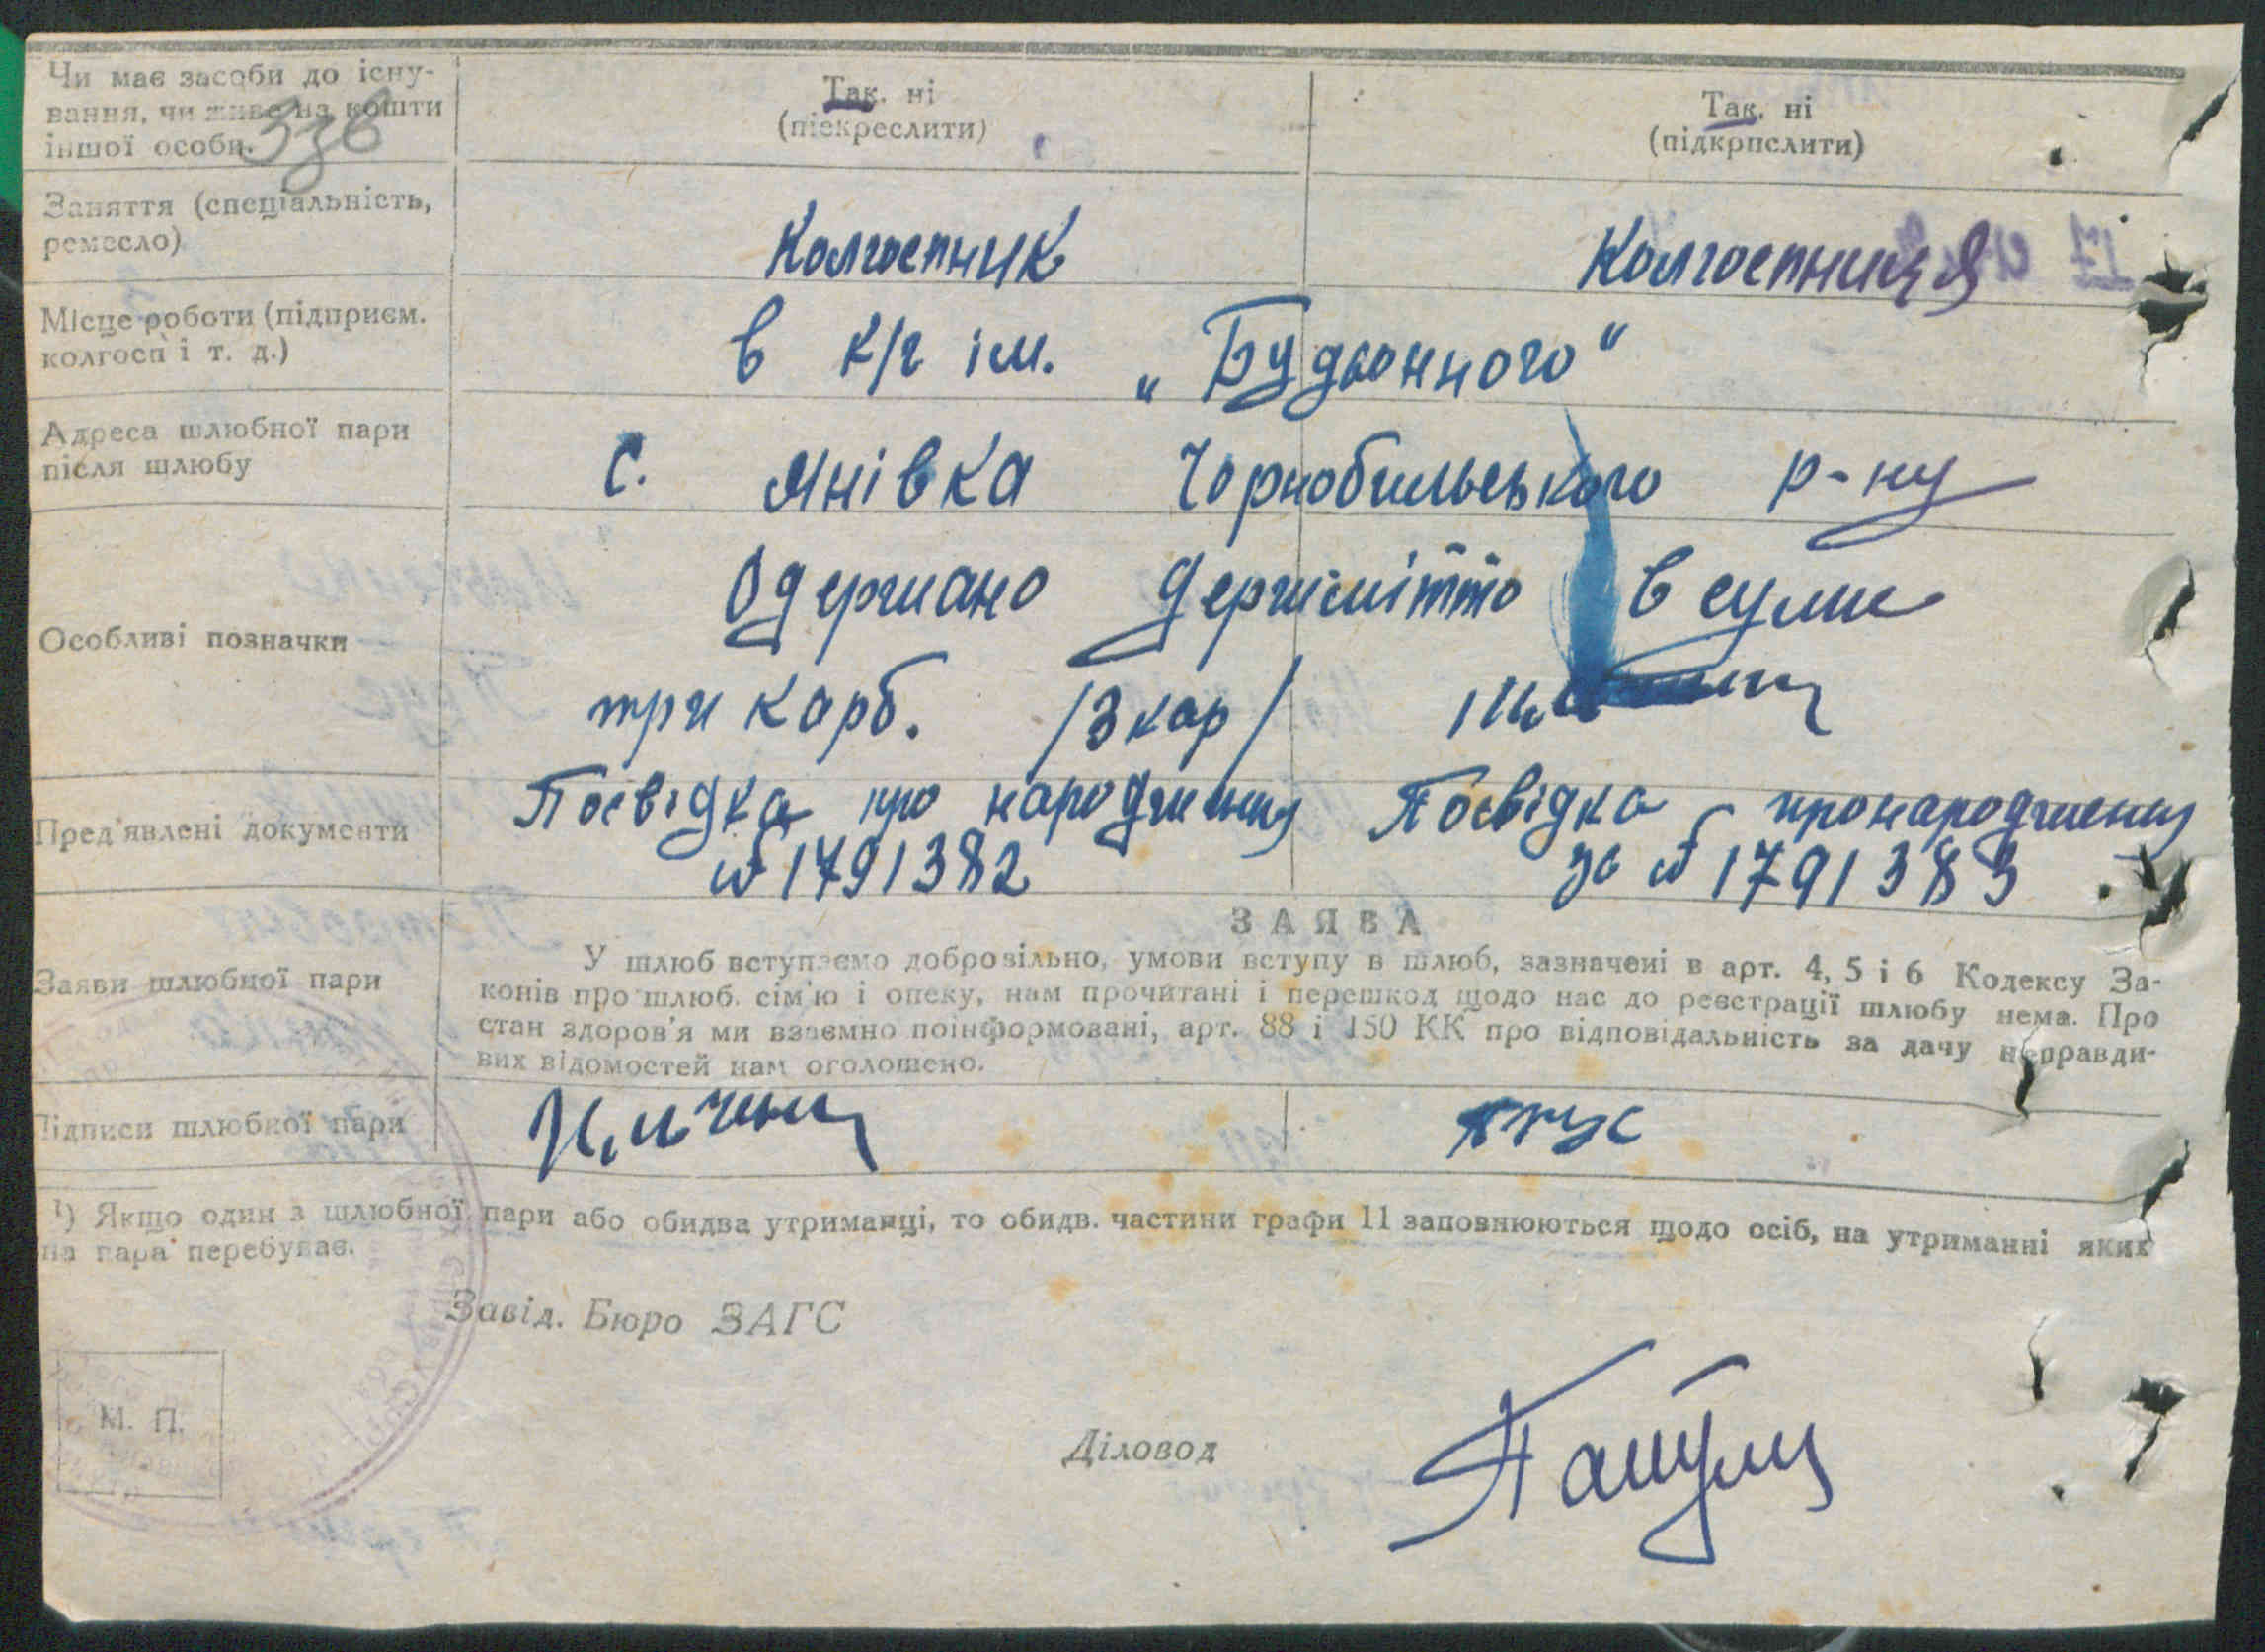 Чи має засоби до існу-
вання, чи живе на кошти
іншої особи.
336
Так, ні
(підкреслити)
Так, ні
(підкрпслити)
Заняття (спеціальність,
ремесло)
Колгоспник
Колгоспниця
Місце роботи (підприєм.
колгосп і т. д.)
в к/г ім. „Будьонного“
Адреса шлюбної пари
після шлюбу
с. Янівка Чорнобильського р-ну
Особливі позначки
Одержано держмітто в сумі
три карб. /3 кар/
Пред'явлені документи
Посвідка про народження
№ 1791382
Посвідка про народження
за № 1791383
ЗАЯВА
Заяви шлюбної пари
У шлюб вступаємо добровільно, умови вступу в шлюб, зазначені в арт. 4, 5 і 6 Кодексу За-
конів про шлюб. сім'ю і опеку, нам прочитані і перешкод щодо нас до реєстрації шлюбу нема. Про
стан здоров'я ми взаємно поінформовані, арт. 88 і 150 КК про відповідальність за дачу неправди-
вих відомостей нам оголошено.
Підписи шлюбної пари
¹) Якщо один з шлюбної пари або обидва утриманці, то обидв. частини графи 11 заповнюються щодо осіб, на утриманні яких
на пара перебуває.
Завід. Бюро ЗАГС
М. П.
Діловод